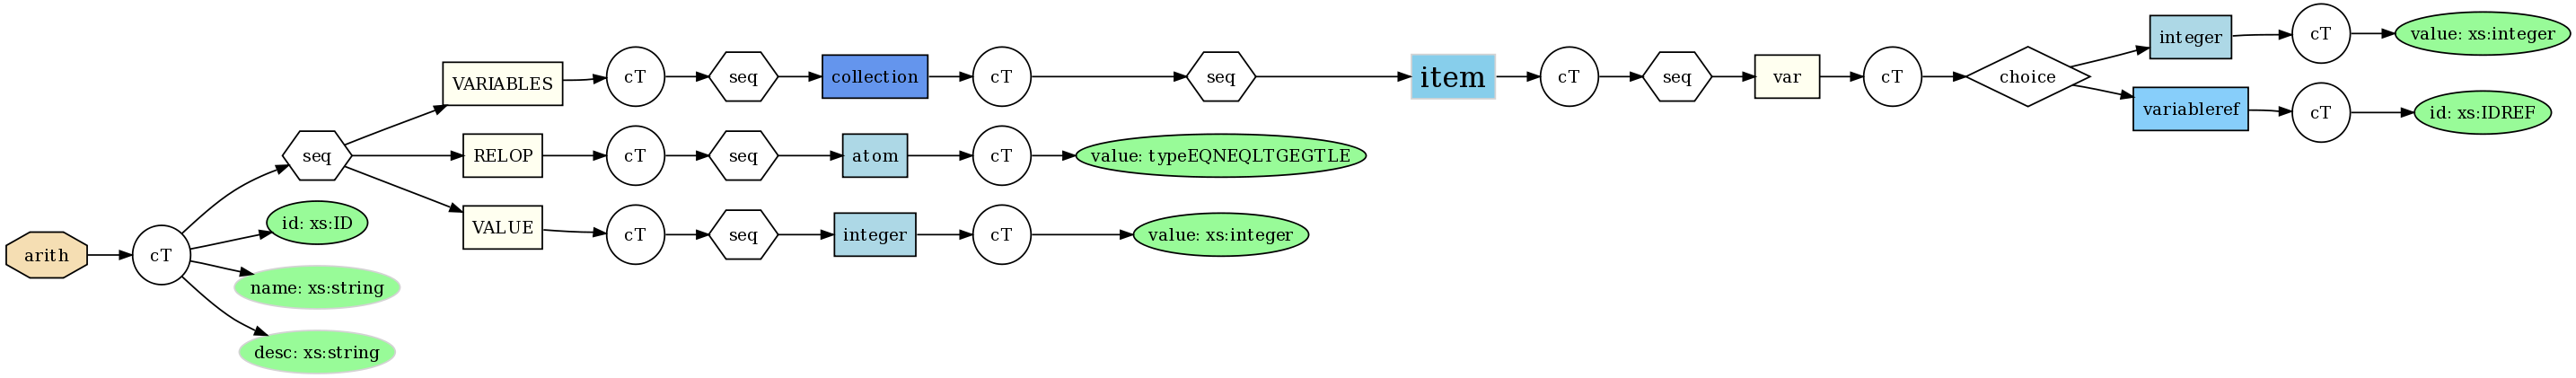 arith
cT
seq
id: xs:ID
name: xs:string
desc: xs:string
VARIABLES
cT
seq
collection
cT
seq
item
cT
seq
var
cT
choice
integer
cT
value: xs:integer
variableref
cT
id: xs:IDREF
RELOP
cT
seq
atom
cT
value: typeEQNEQLTGEGTLE
VALUE
cT
seq
integer
cT
value: xs:integer